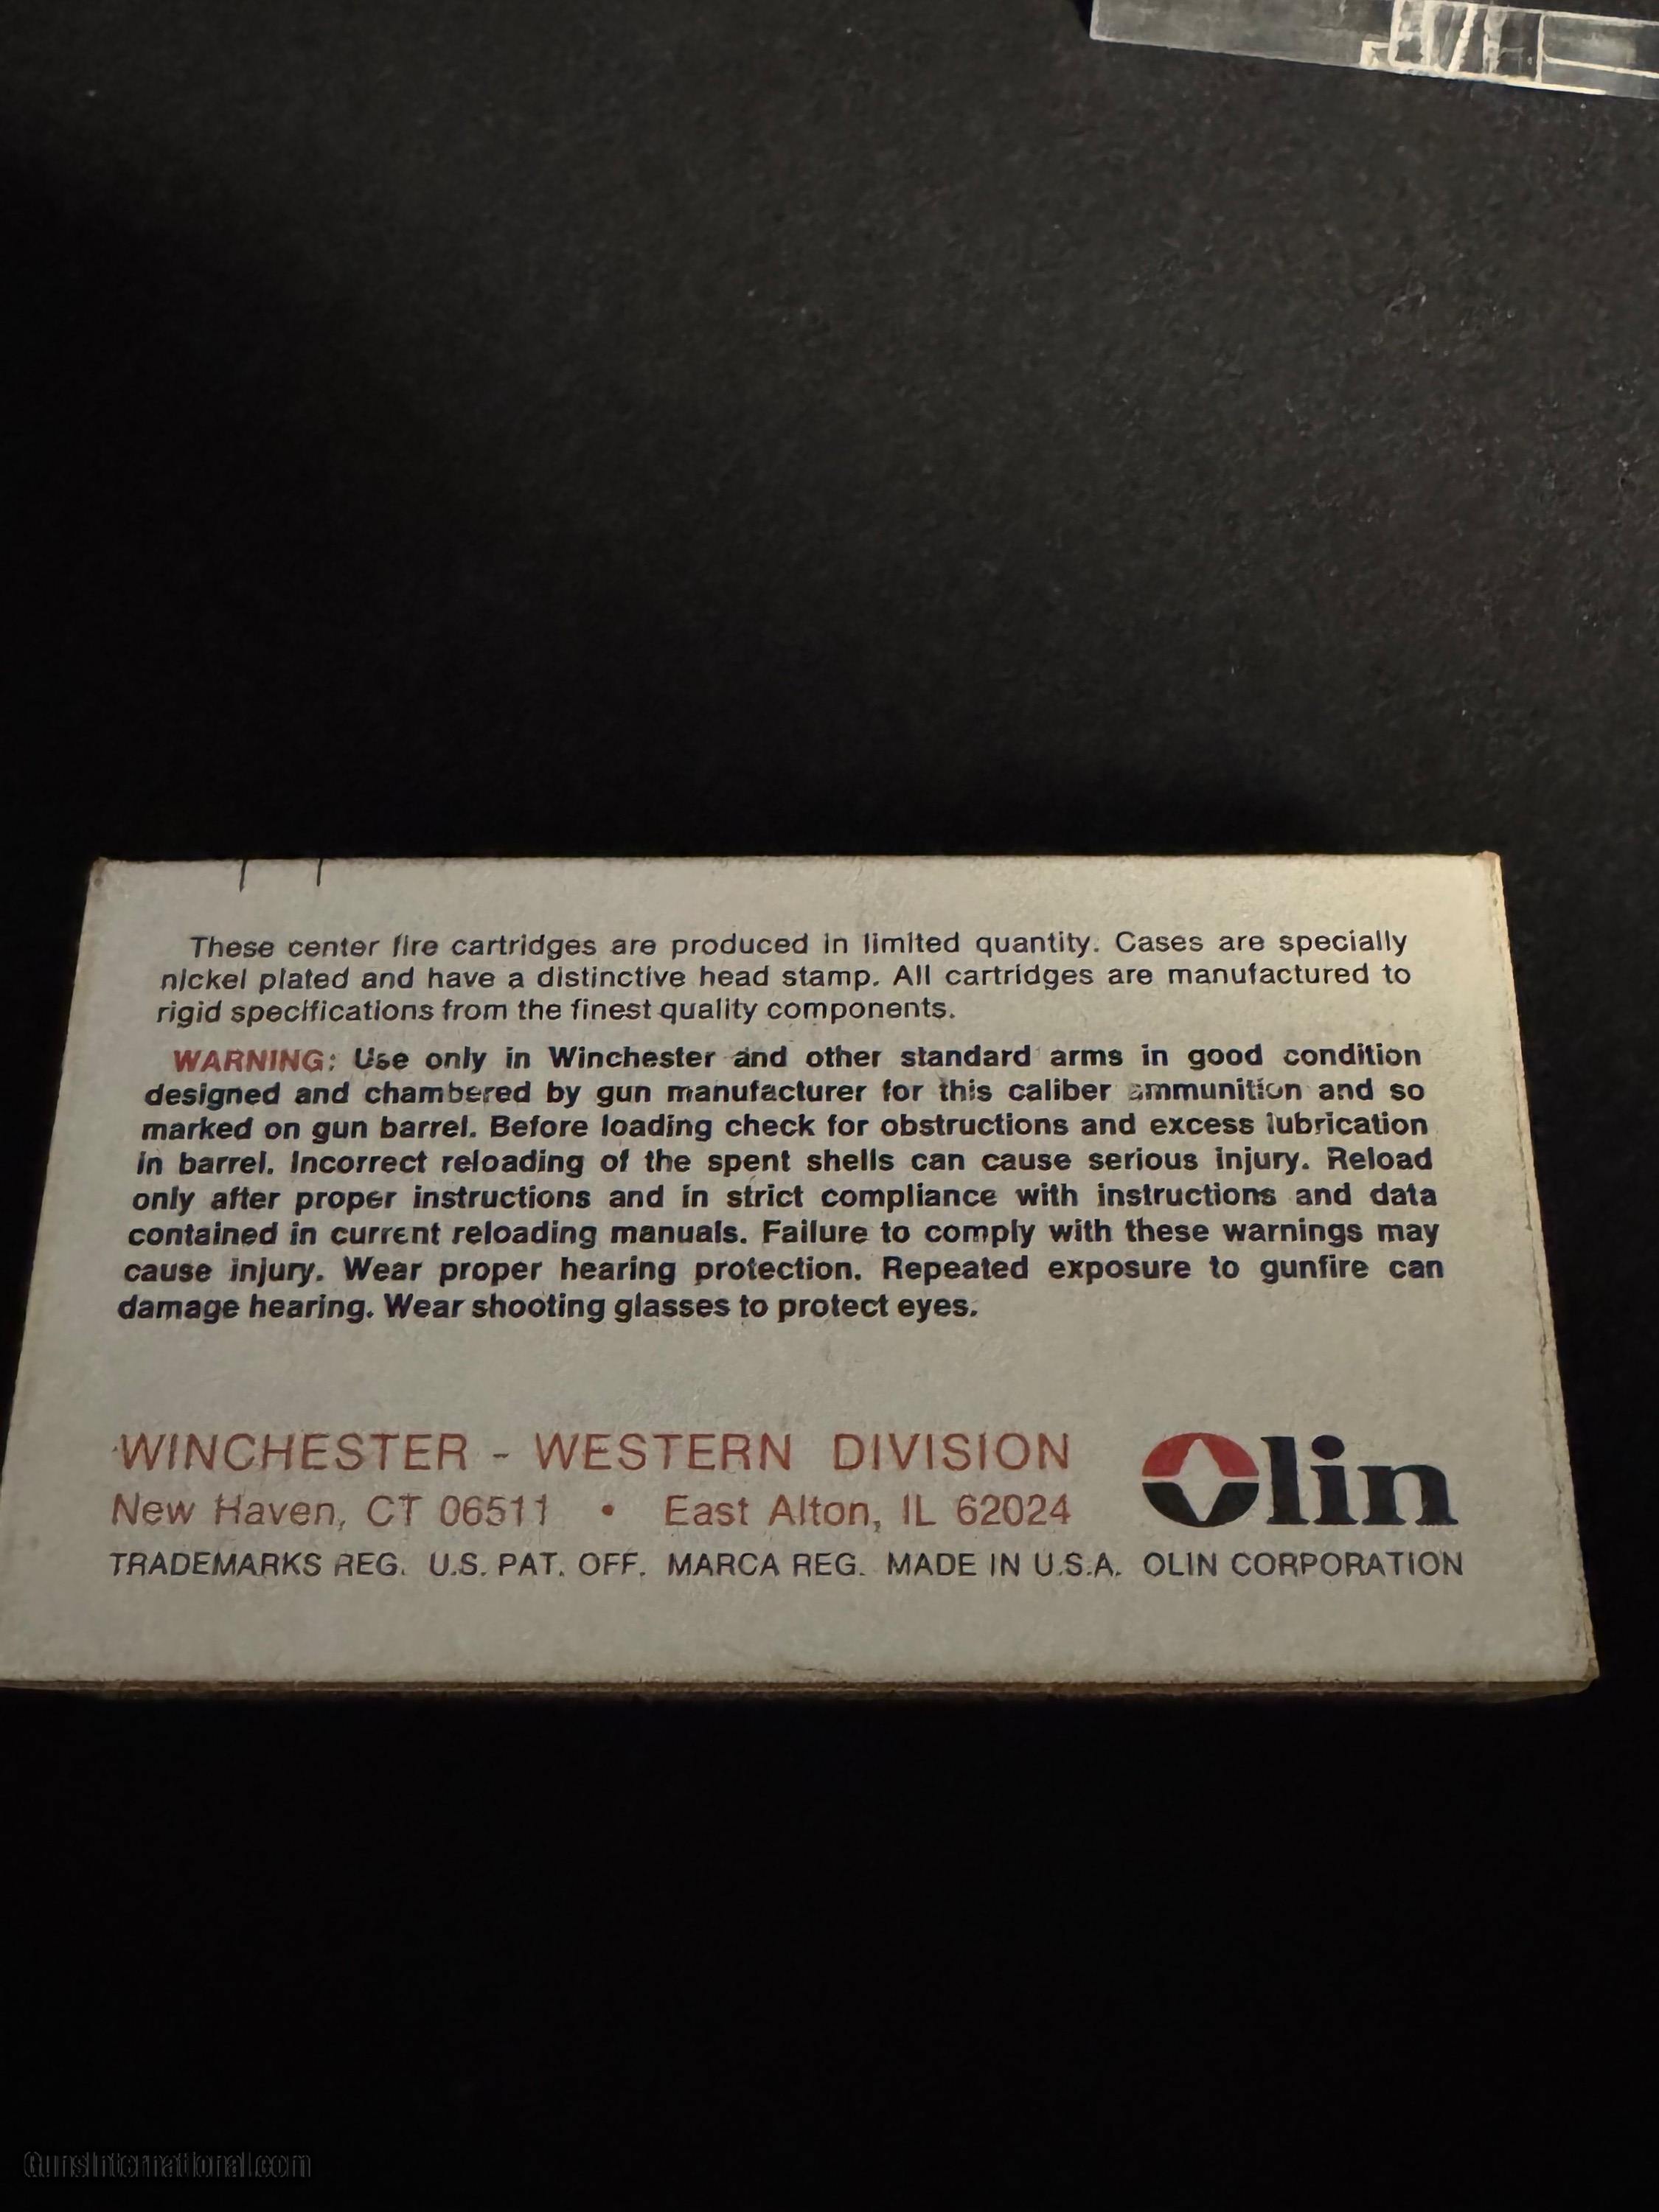 These center fire cartridges are produced in limited quantity. Cases are specially
nickel plated and have a distinctive head stamp. All cartridges are manufactured to
rigid specifications from the finest quality components.
WARNING: Use only in Winchester and other standard arms in good condition
designed and chambered by gun manufacturer for this caliber ammunition and so
marked on gun barrel. Before loading check for obstructions and excess lubrication
in barrel. Incorrect reloading of the spent shells can cause serious injury. Reload
only after proper instructions and in strict compliance with instructions and data
contained in current reloading manuals. Failure to comply with these warnings may
cause injury. Wear proper hearing protection. Repeated exposure to gunfire can
damage hearing. Wear shooting glasses to protect eyes.
WINCHESTER - WESTERN DIVISION
New Haven, CT 06511 • East Alton, IL 62024
Olin
TRADEMARKS REG. U.S. PAT. OFF. MARCA REG. MADE IN U.S.A. OLIN CORPORATION
GunsInternational.com